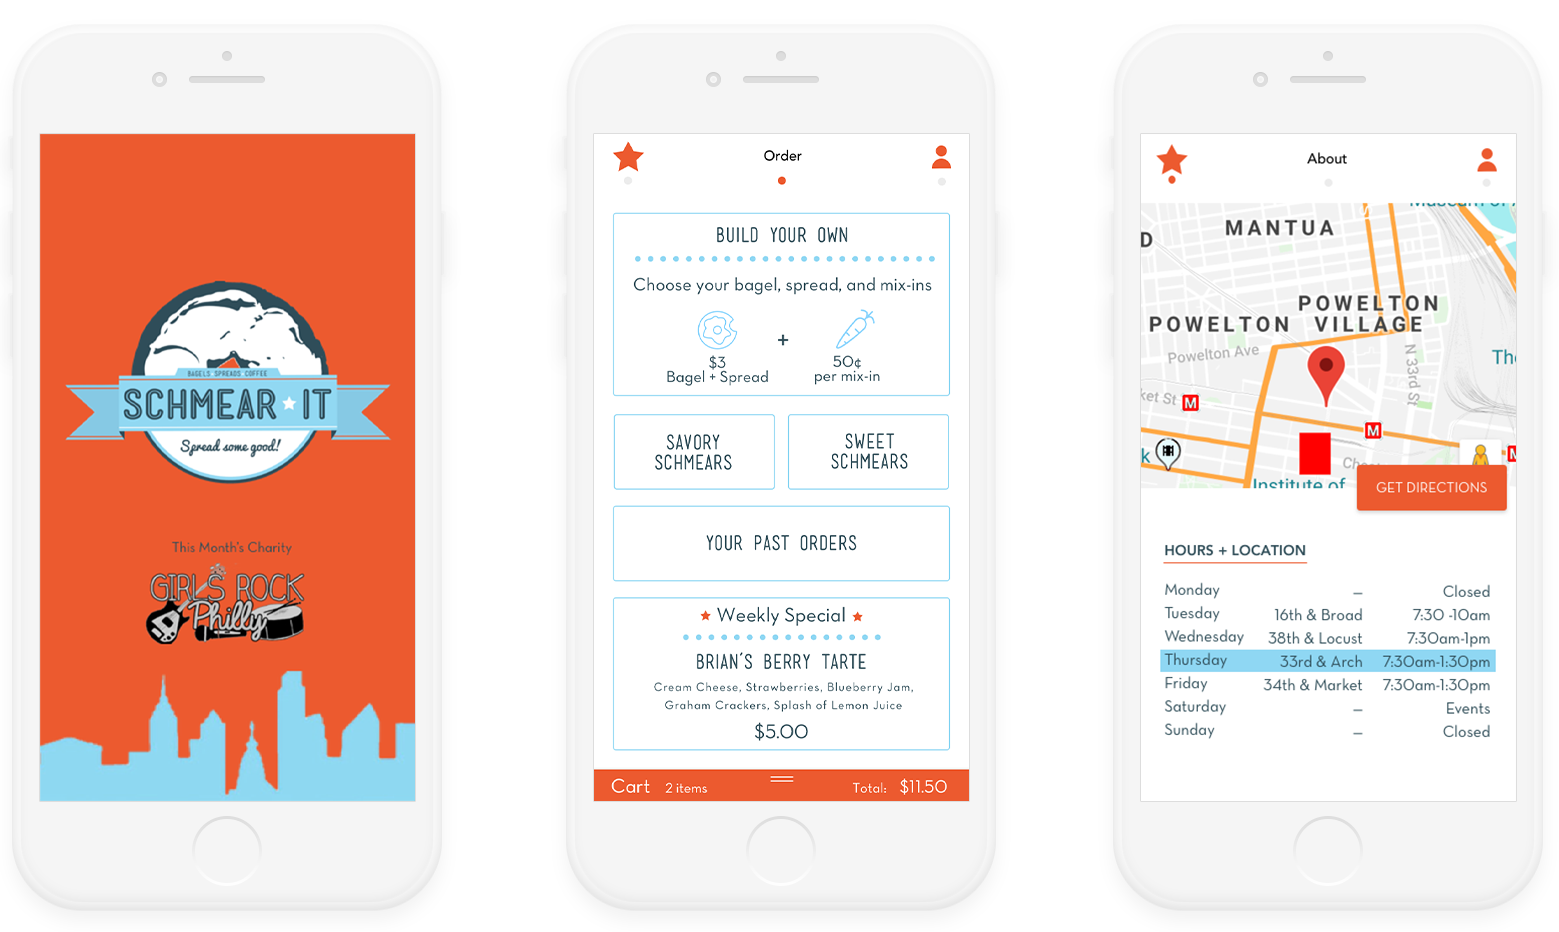 BAGELS SPREADS COFFEE
SCHMEAR IT
Spread some good!
This Month's Charity
GIRLS ROCK
Philly
Order
BUILD YOUR OWN
Choose your bagel, spread, and mix-ins
$3
Bagel + Spread
+
50¢
per mix-in
SAVORY
SCHMEARS
SWEET
SCHMEARS
YOUR PAST ORDERS
Weekly Special
BRIAN'S BERRY TARTE
Cream Cheese, Strawberries, Blueberry Jam,
Graham Crackers, Splash of Lemon Juice
$5.00
Cart 2 items Total: $11.50
About
MANTUA
D
POWELTON
VILLAGE
POWELTON
Powelton Ave
N 33rd St
Th
ket St
M
M
M
k
Che
Institute of
GET DIRECTIONS
HOURS + LOCATION
Monday – Closed
Tuesday 16th & Broad 7:30 -10am
Wednesday 38th & Locust 7:30am-1pm
Thursday 33rd & Arch 7:30am-1:30pm
Friday 34th & Market 7:30am-1:30pm
Saturday – Events
Sunday – Closed